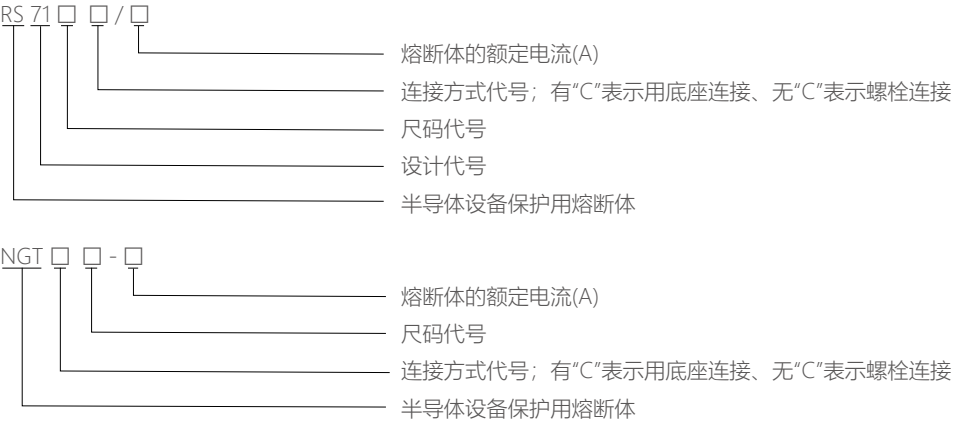 RS 71 □ □ / □
熔断体的额定电流(A)
连接方式代号；有“C”表示用底座连接、无“C”表示螺栓连接
尺码代号
设计代号
半导体设备保护用熔断体
NGT □ □ - □
熔断体的额定电流(A)
尺码代号
连接方式代号；有“C”表示用底座连接、无“C”表示螺栓连接
半导体设备保护用熔断体